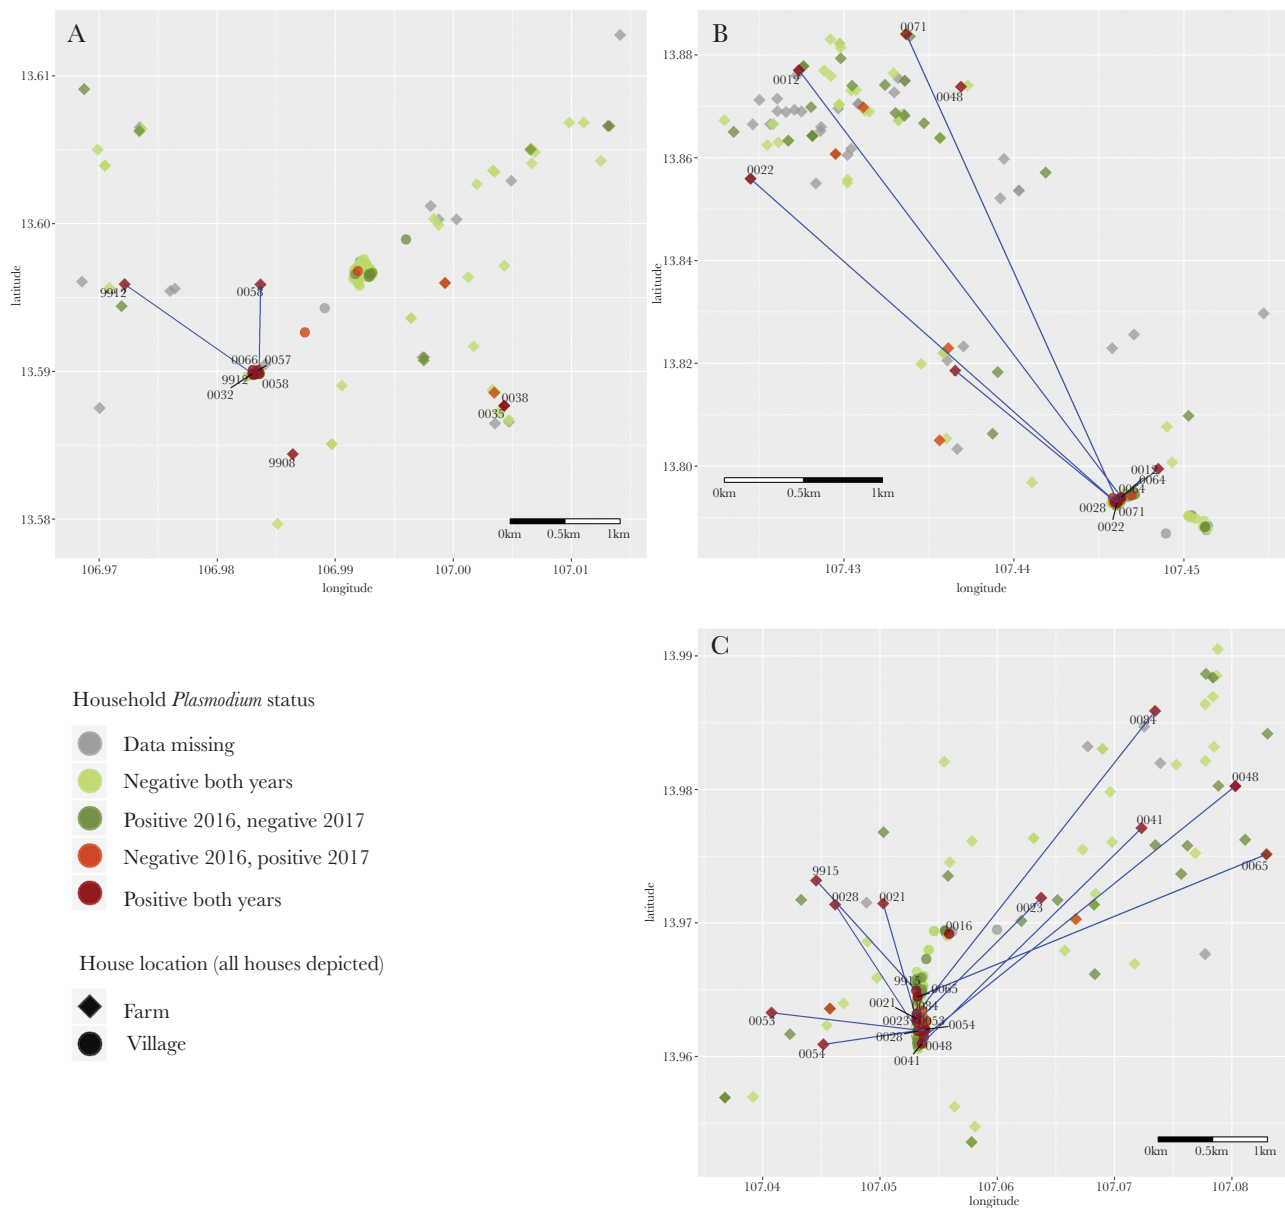 A
13.61
13.60
13.59
13.58
latitude
9912
0058
0066
0057
9912
0058
0032
0038
0035
9908
0km
0.5km
1km
106.97
106.98
106.99
107.00
107.01
longitude
B
13.88
13.86
13.84
13.82
13.80
latitude
0071
0012
0048
0022
0012
0064
0064
0028
0071
0022
0km
0.5km
1km
107.43
107.44
107.45
longitude
Household Plasmodium status
Data missing
Negative both years
Positive 2016, negative 2017
Negative 2016, positive 2017
Positive both years
House location (all houses depicted)
Farm
Village
C
13.99
13.98
13.97
13.96
latitude
0084
0048
0041
0065
9915
0028
0021
0023
0016
9915
0065
0021
0084
0023
0053
0054
0028
0048
0041
0053
0054
0km
0.5km
1km
107.04
107.05
107.06
107.07
107.08
longitude